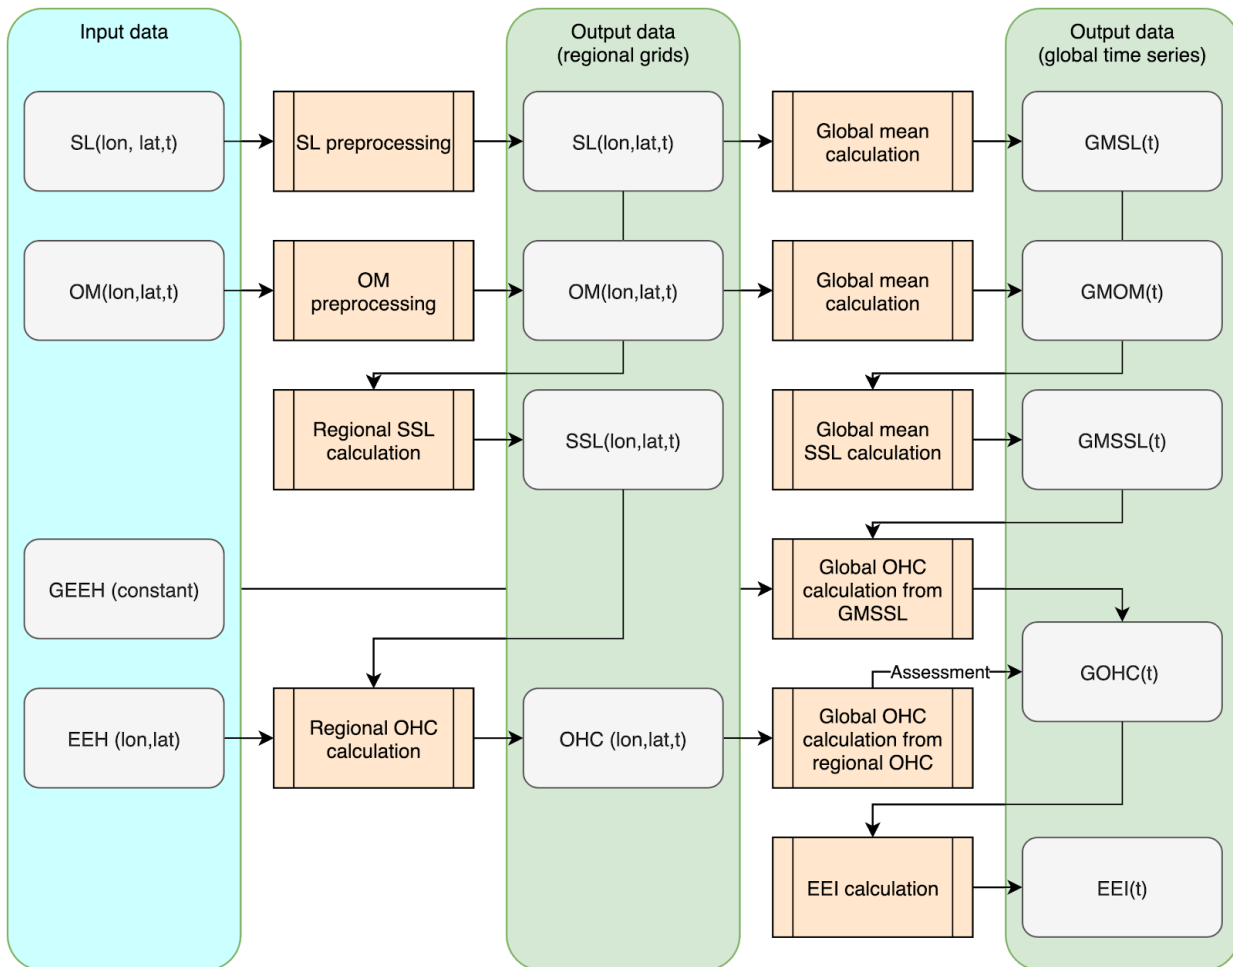 Input data
Output data
(regional grids)
Output data
(global time series)
SL(lon, lat,t)
SL preprocessing
SL(lon,lat,t)
Global mean
calculation
GMSL(t)
OM(lon,lat,t)
OM
preprocessing
OM(lon,lat,t)
Global mean
calculation
GMOM(t)
Regional SSL
calculation
SSL(lon,lat,t)
Global mean
SSL calculation
GMSSL(t)
GEEH (constant)
Global OHC
calculation from
GMSSL
Assessment
GOHC(t)
EEH (lon,lat)
Regional OHC
calculation
OHC (lon,lat,t)
Global OHC
calculation from
regional OHC
EEI calculation
EEI(t)